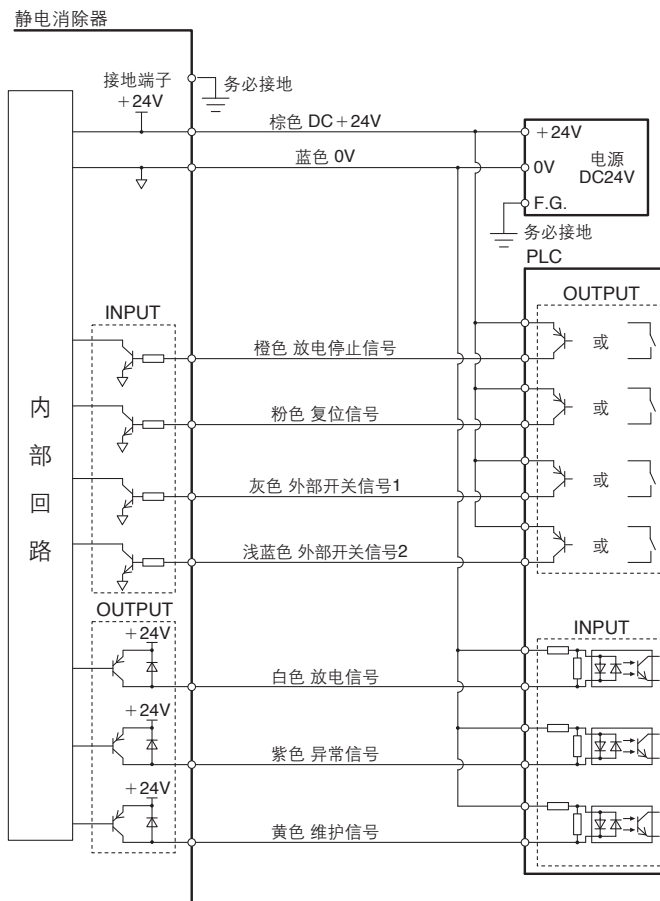 静电消除器
接地端子
+24V
务必接地
棕色 DC+24V
蓝色 0V
+24V
0V
电源
DC24V
F.G.
务必接地
PLC
INPUT
OUTPUT
橙色 放电停止信号
或
粉色 复位信号
或
灰色 外部开关信号1
或
浅蓝色 外部开关信号2
或
内部回路
OUTPUT
+24V
INPUT
白色 放电信号
+24V
紫色 异常信号
+24V
黄色 维护信号